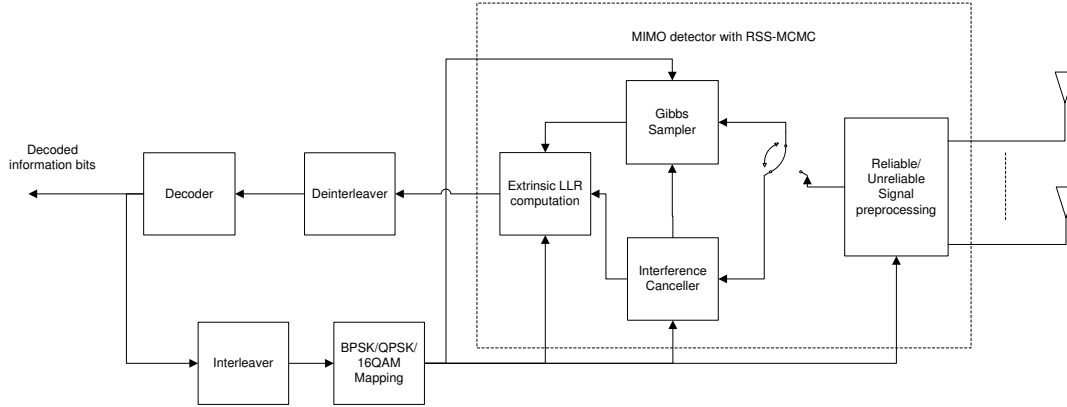 MIMO detector with RSS-MCMC
Gibbs
Sampler
Decoded
information bits
Decoder
Deinterleaver
Extrinsic LLR
computation
Reliable/
Unreliable
Signal
preprocessing
Interference
Canceller
Interleaver
BPSK/QPSK/
16QAM
Mapping